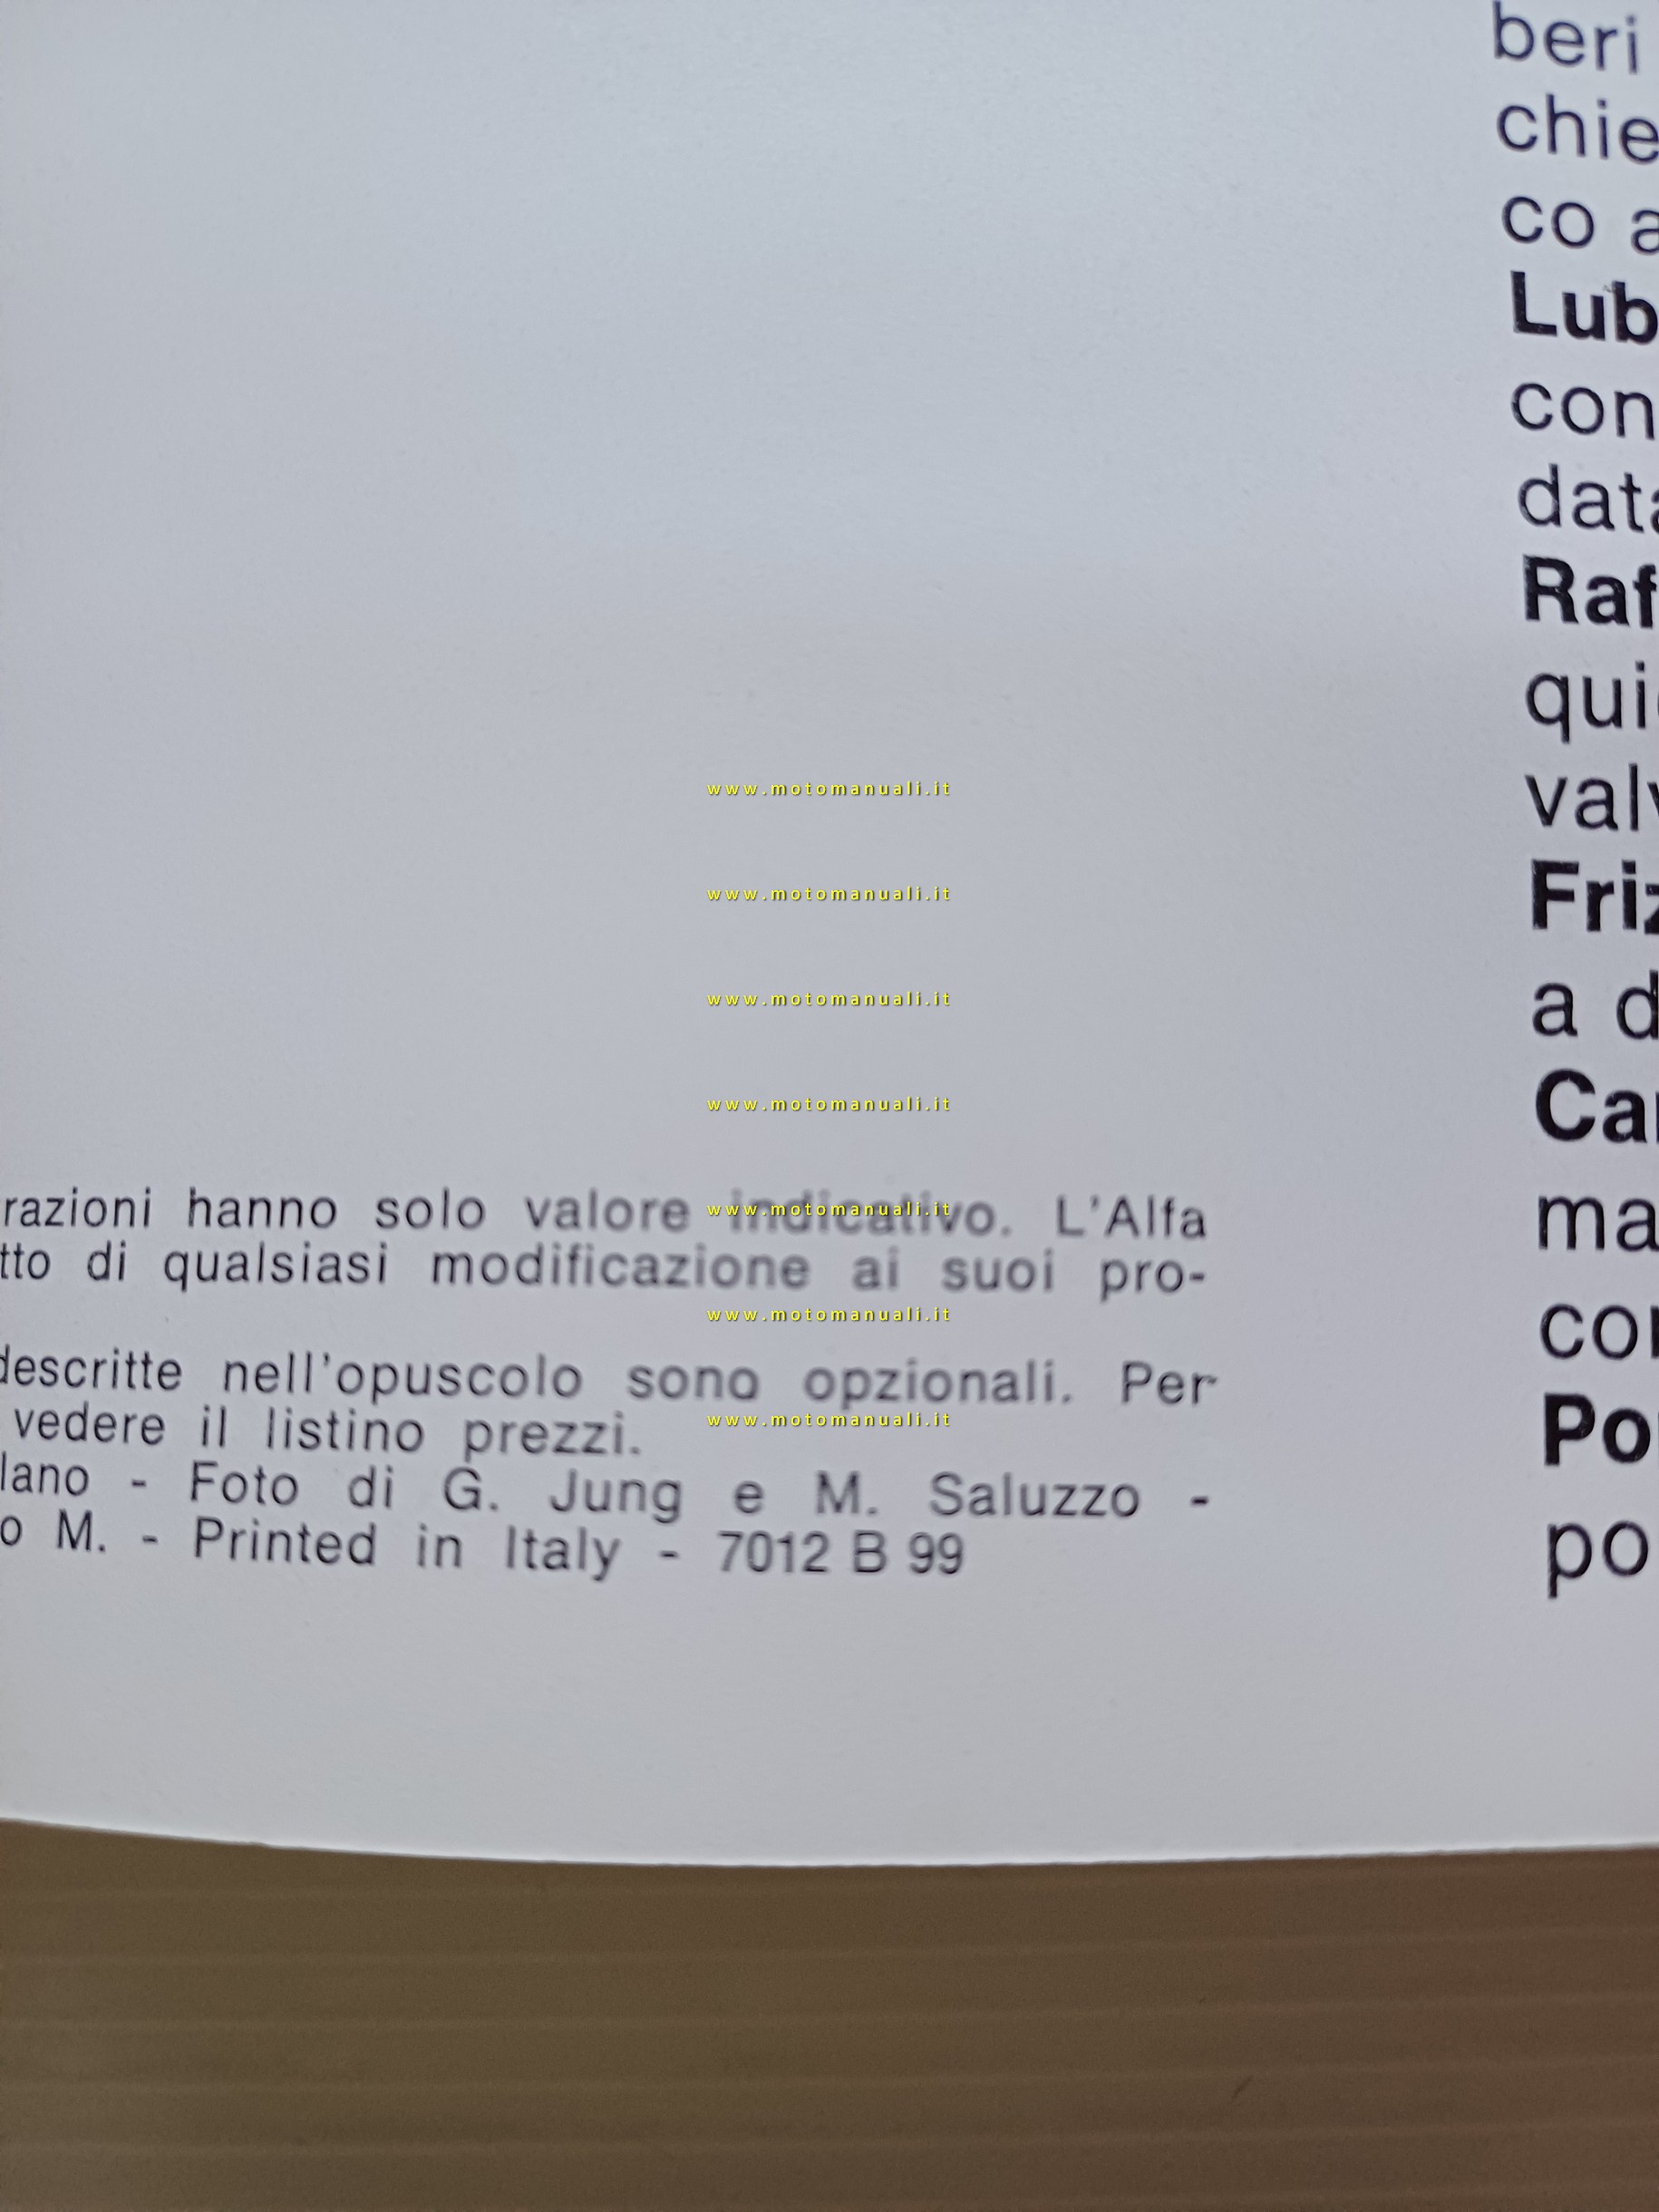 razioni hanno solo valore indicativo. L'Alfa
tto di qualsiasi modificazione ai suoi pro-
descritte nell'opuscolo sono opzionali. Per
vedere il listino prezzi.
lano - Foto di G. Jung e M. Saluzzo -
o M. - Printed in Italy - 7012 B 99
beri
chie
co a
Lub
con
data
Raf
qui
valv
Friz
a d
Car
ma
con
Po
po
www.motomanuali.it
www.motomanuali.it
www.motomanuali.it
www.motomanuali.it
www.motomanuali.it
www.motomanuali.it
www.motomanuali.it